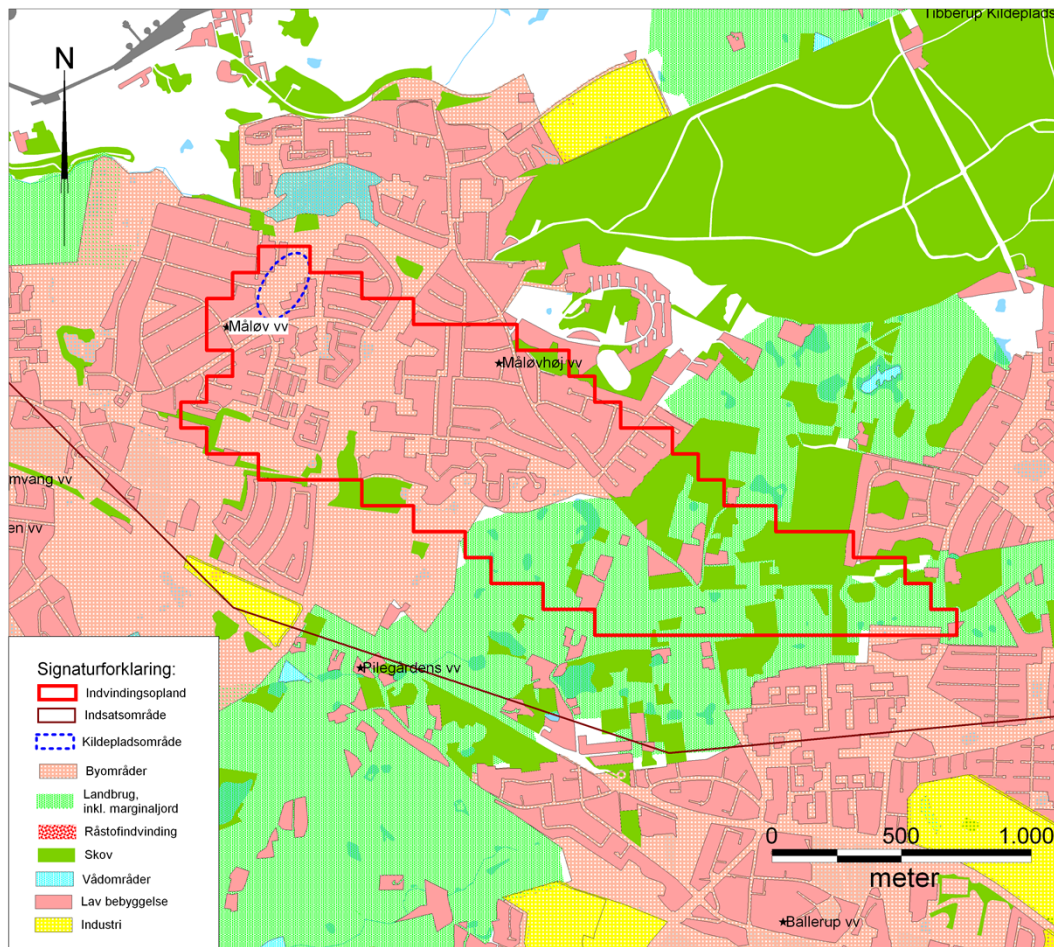 Tibberup Kildeplads
N
Måløv vv
Måløvhøj vv
mvang vv
en vv
Pilegårdens vv
Signaturforklaring:
Indvindingsopland
Indsatsområde
Kildepladsområde
Byområder
Landbrug,
inkl. marginaljord
Råstofindvinding
Skov
Vådområder
Lav bebyggelse
Industri
0 500 1.000
meter
Ballerup vv